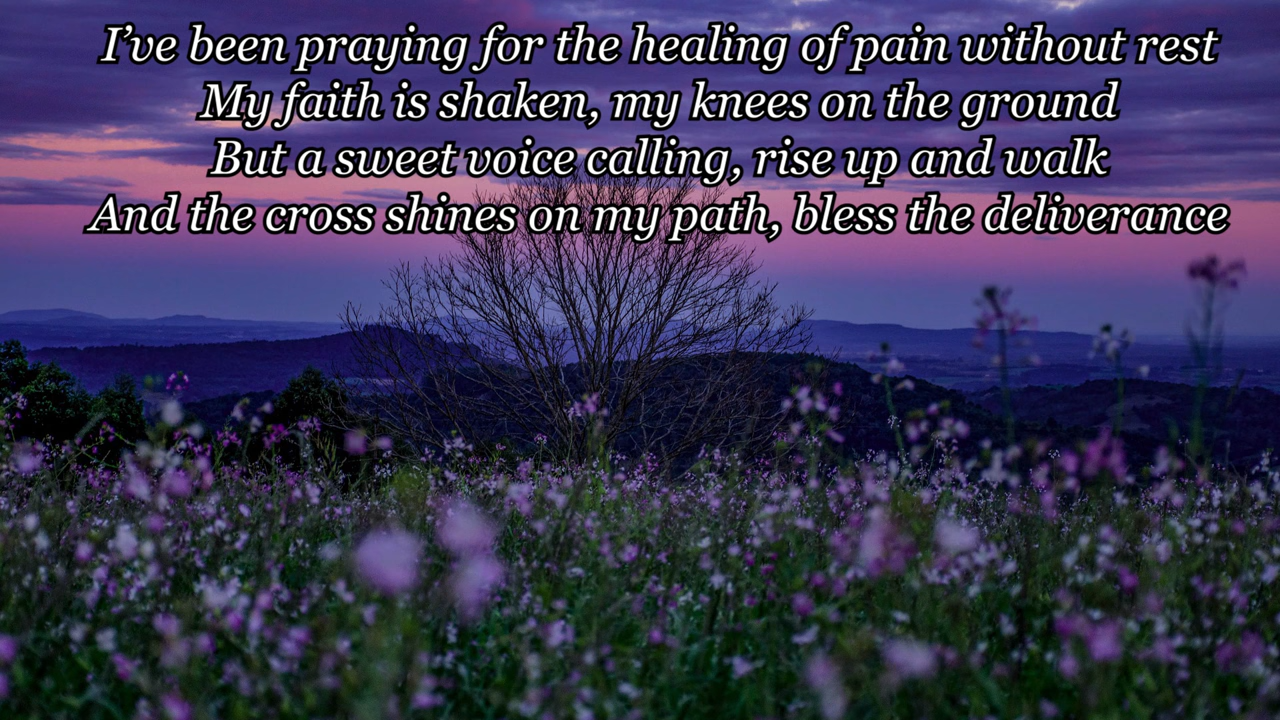 I’ve been praying for the healing of pain without rest
My faith is shaken, my knees on the ground
But a sweet voice calling, rise up and walk
And the cross shines on my path, bless the deliverance